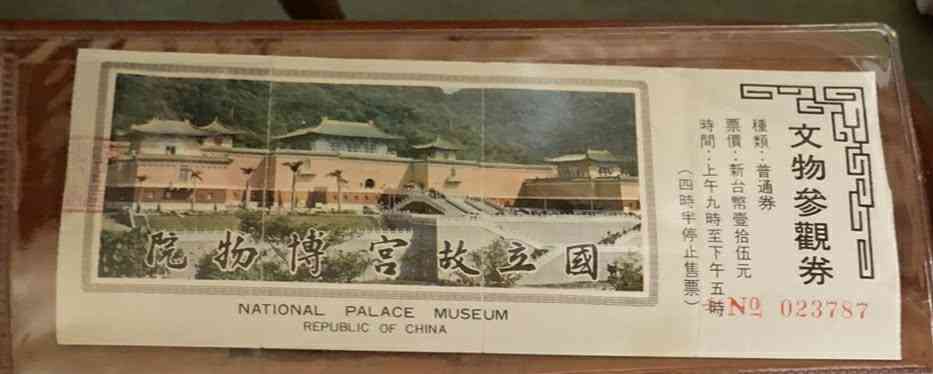 國立故宮博物院
NATIONAL PALACE MUSEUM
REPUBLIC OF CHINA
文物參觀券
種類：普通券
票價：新台幣壹拾伍元
時間：上午九時至下午五時
（四時半停止售票）
№ 023787